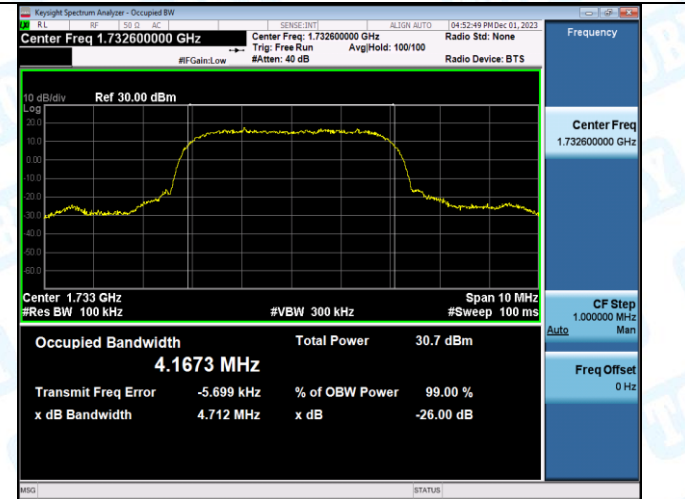 Keysight Spectrum Analyzer - Occupied BW
RL RF 50 Ω AC SENSE:INT ALIGN AUTO 04:52:49 PM Dec 01, 2023
Center Freq 1.732600000 GHz
Center Freq: 1.732600000 GHz
Radio Std: None
Trig: Free Run Avg|Hold: 100/100
#IFGain:Low #Atten: 40 dB Radio Device: BTS
Frequency
10 dB/div Ref 30.00 dBm
Log
20.0
10.0
0.00
-10.0
-20.0
-30.0
-40.0
-50.0
-60.0
Center Freq
1.732600000 GHz
Center 1.733 GHz Span 10 MHz
#Res BW 100 kHz #VBW 300 kHz #Sweep 100 ms
CF Step
1.000000 MHz
Auto Man
Occupied Bandwidth Total Power 30.7 dBm
4.1673 MHz
Transmit Freq Error -5.699 kHz % of OBW Power 99.00 %
x dB Bandwidth 4.712 MHz x dB -26.00 dB
Freq Offset
0 Hz
MSG STATUS